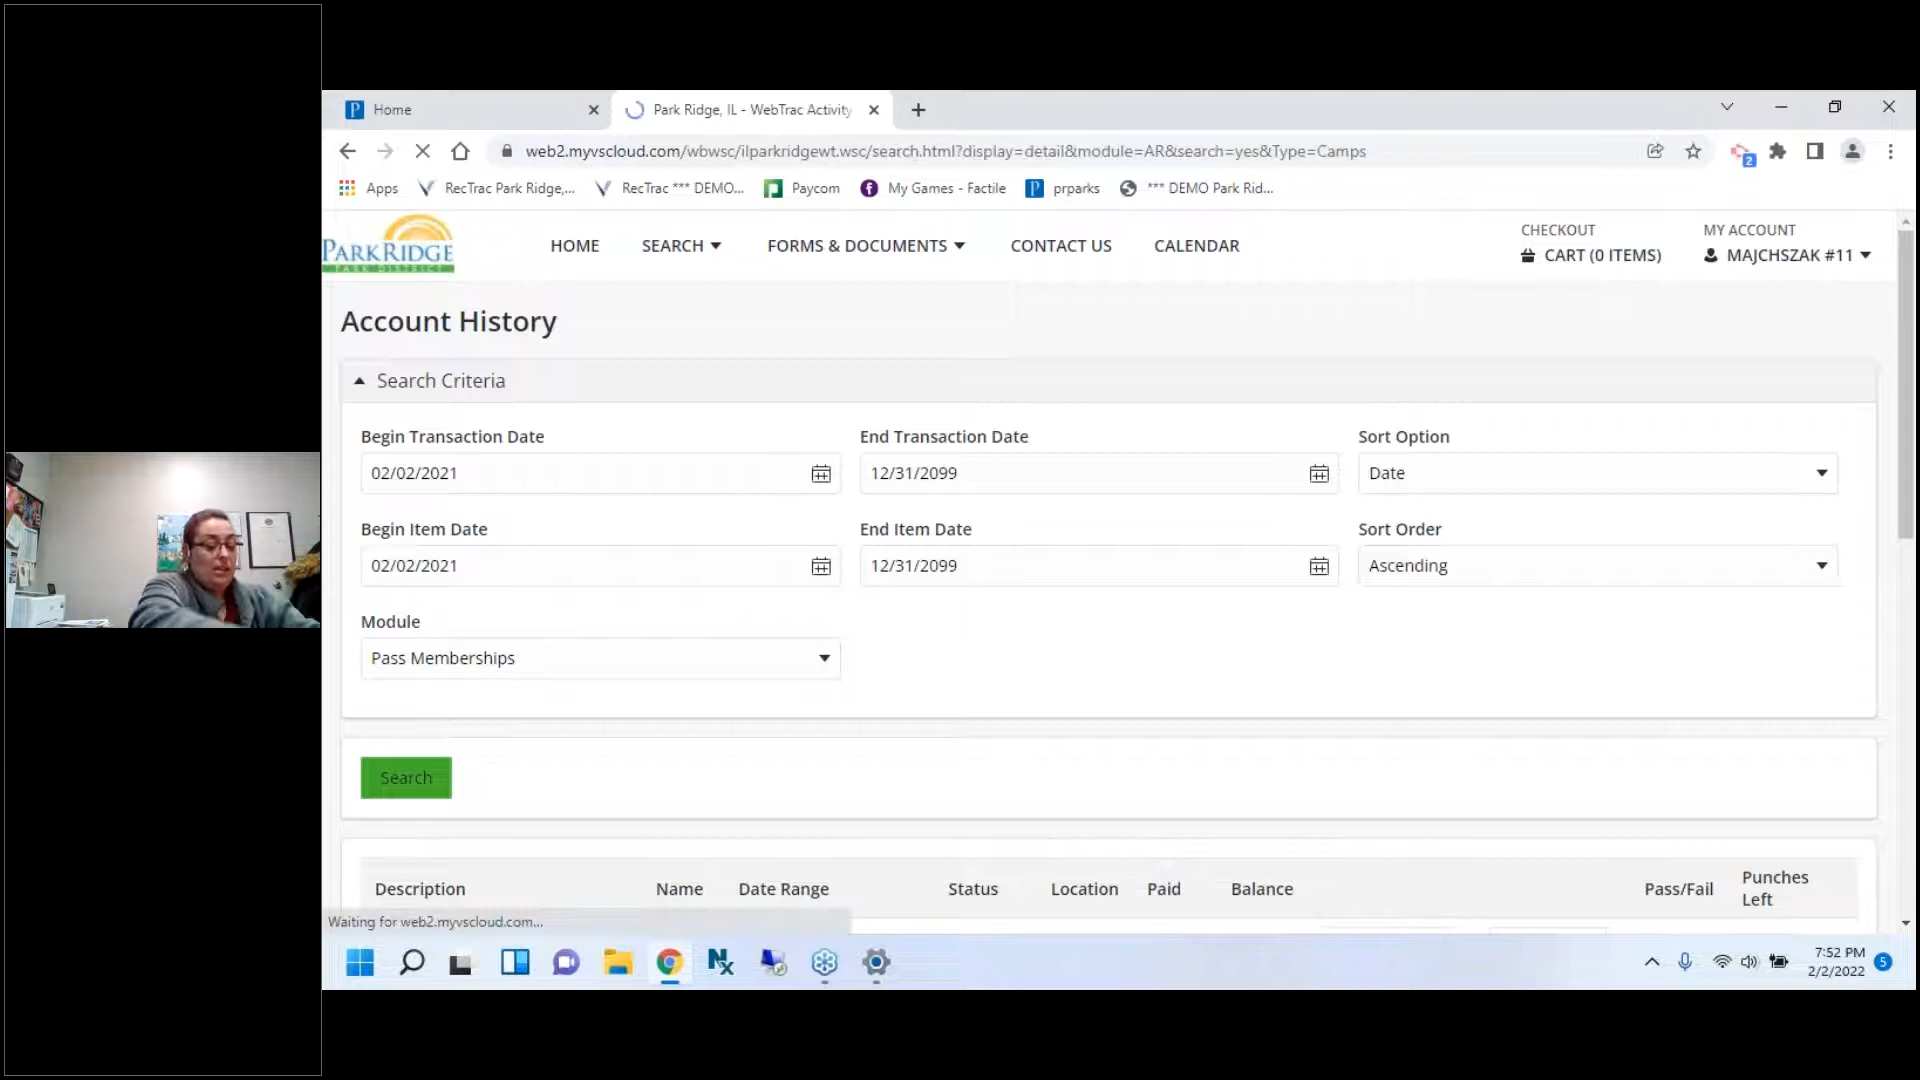 Home
Park Ridge, IL - WebTrac Activity
web2.myvscloud.com/wbwsc/ilparkridgewt.wsc/search.html?display=detail&module=AR&search=yes&Type=Camps
2
Apps
RecTrac Park Ridge,...
RecTrac *** DEMO...
Paycom
My Games - Factile
prparks
*** DEMO Park Rid...
PARK RIDGE
PARK DISTRICT
HOME
SEARCH
FORMS & DOCUMENTS
CONTACT US
CALENDAR
CHECKOUT
CART (0 ITEMS)
MY ACCOUNT
MAJCHSZAK #11
Account History
Search Criteria
Begin Transaction Date
End Transaction Date
Sort Option
02/02/2021
12/31/2099
Date
Begin Item Date
End Item Date
Sort Order
02/02/2021
12/31/2099
Ascending
Module
Pass Memberships
Search
Description
Name
Date Range
Status
Location
Paid
Balance
Pass/Fail
Punches
Left
Waiting for web2.myvscloud.com...
7:52 PM
2/2/2022
5